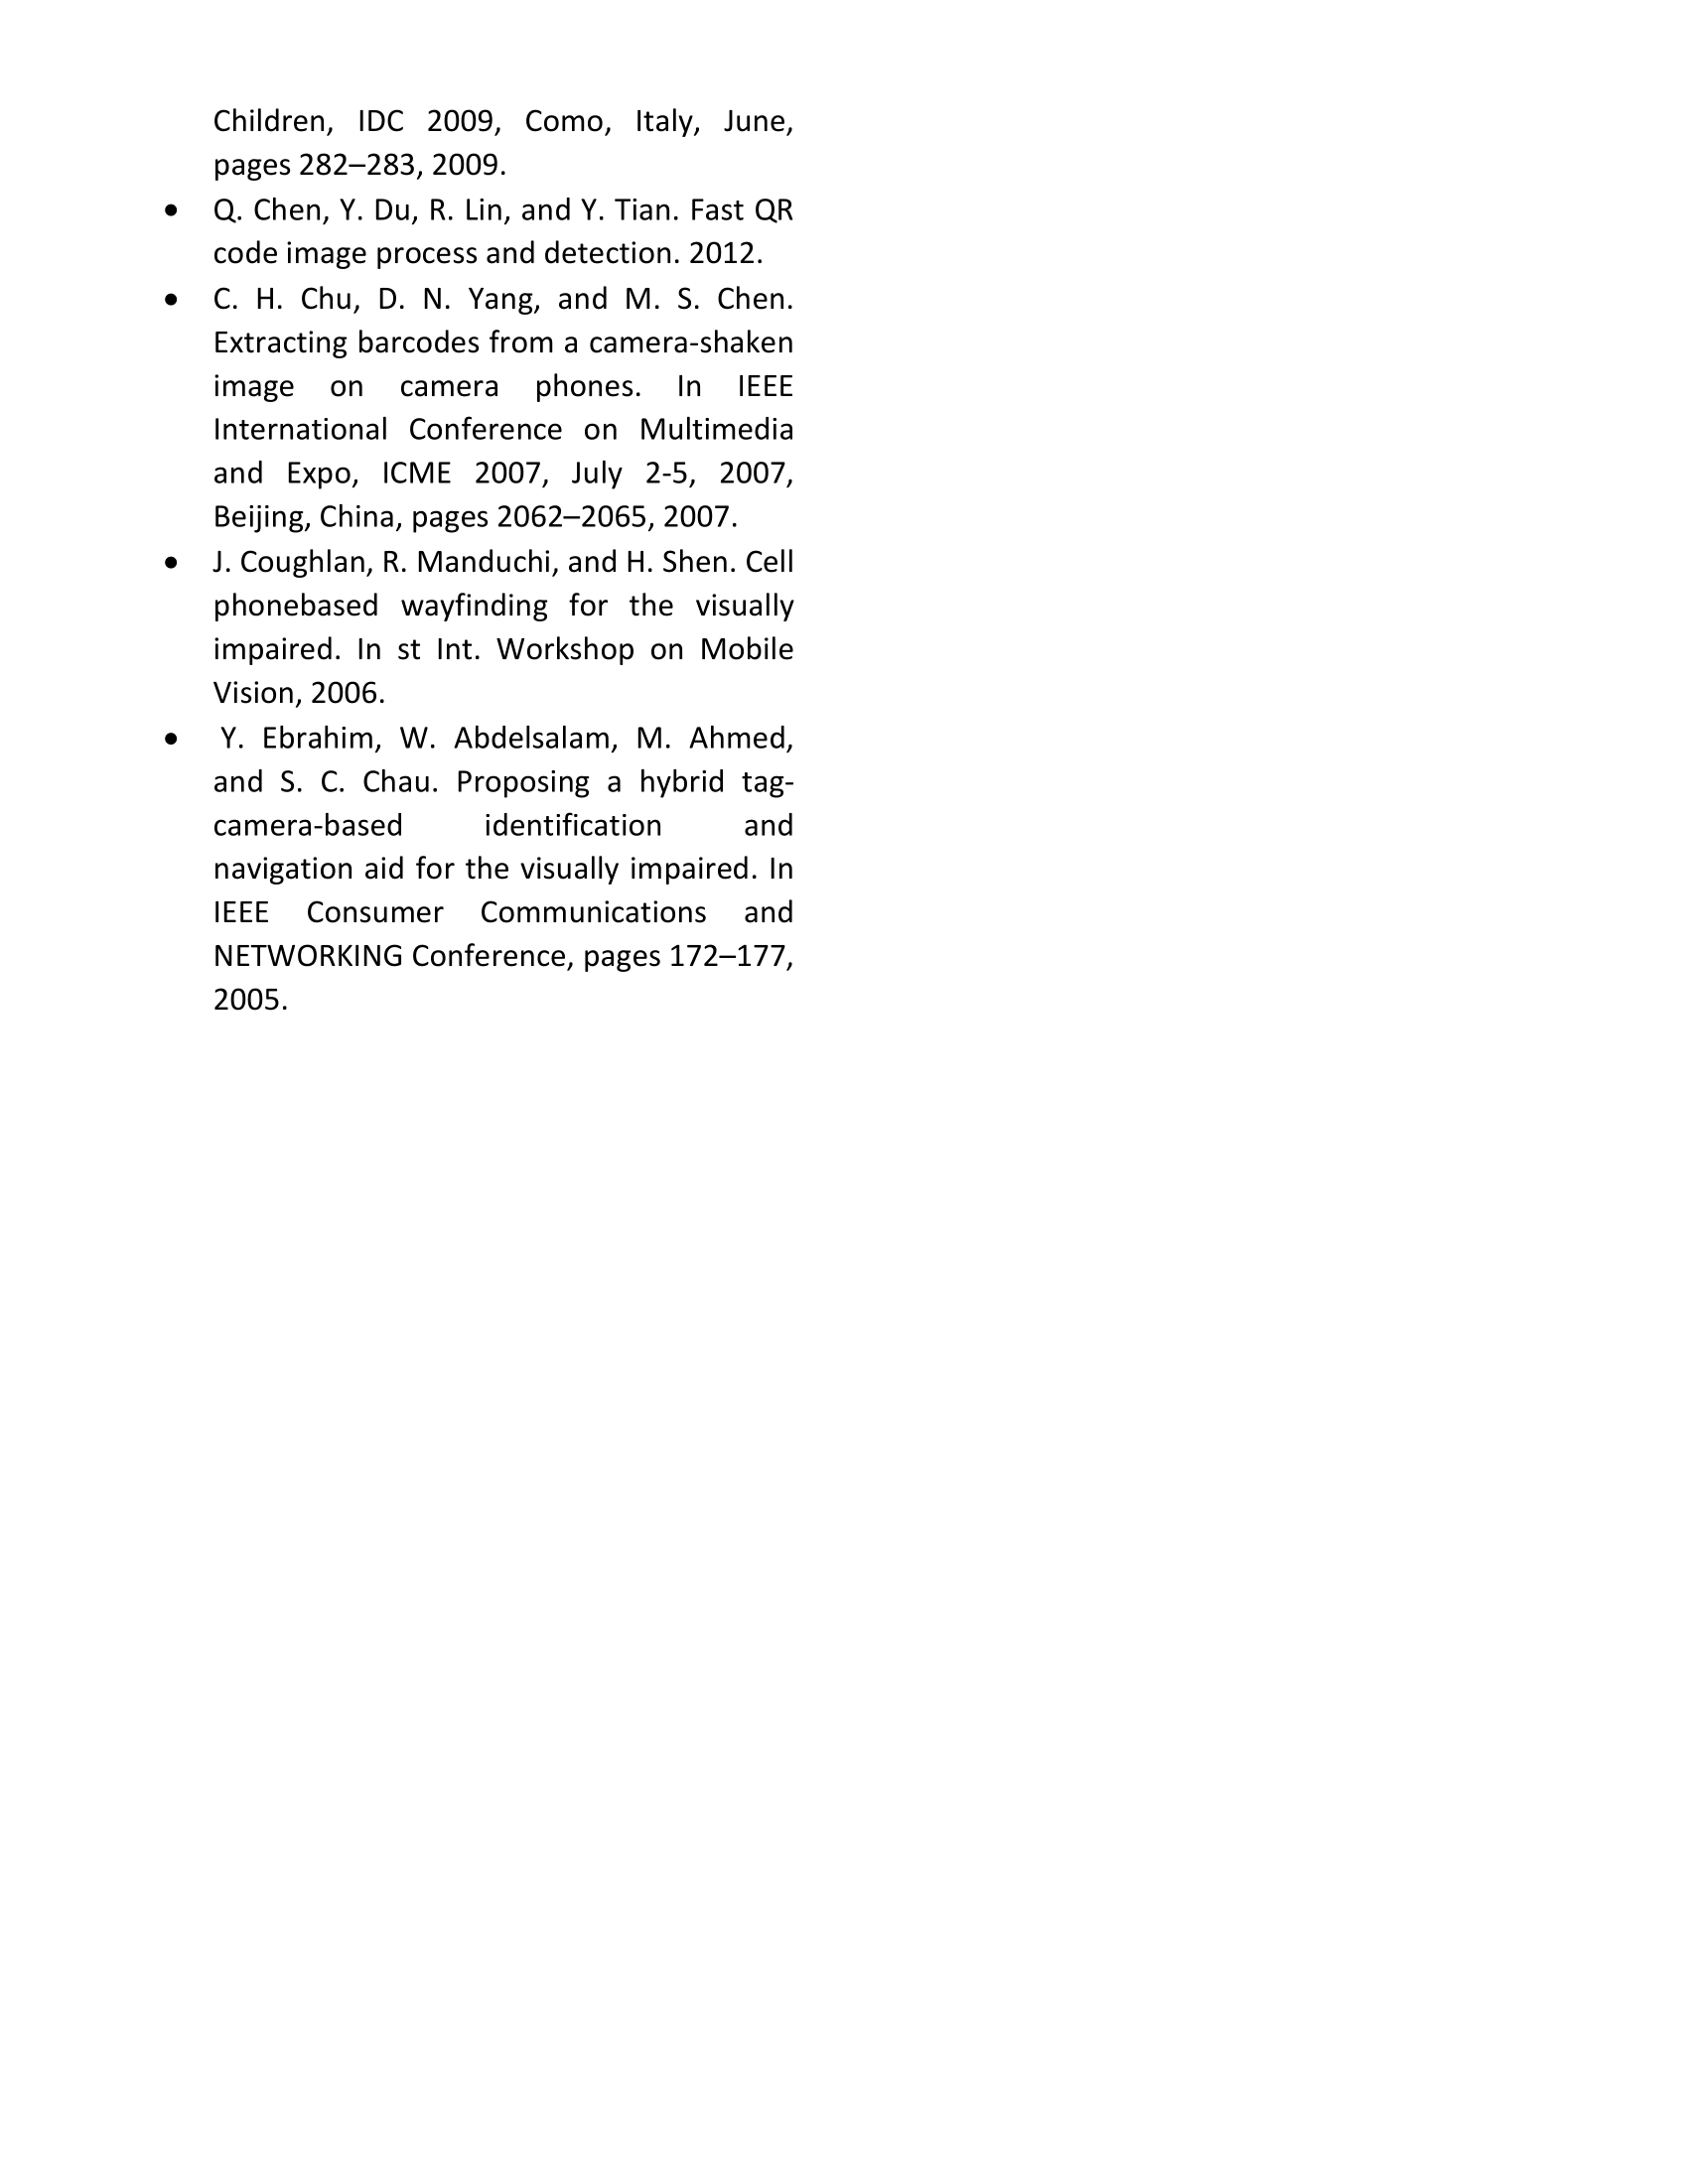 Children, IDC 2009, Como, Italy, June,
pages 282–283, 2009.
• Q. Chen, Y. Du, R. Lin, and Y. Tian. Fast QR
code image process and detection. 2012.
• C. H. Chu, D. N. Yang, and M. S. Chen.
Extracting barcodes from a camera-shaken
image on camera phones. In IEEE
International Conference on Multimedia
and Expo, ICME 2007, July 2-5, 2007,
Beijing, China, pages 2062–2065, 2007.
• J. Coughlan, R. Manduchi, and H. Shen. Cell
phonebased wayfinding for the visually
impaired. In st Int. Workshop on Mobile
Vision, 2006.
• Y. Ebrahim, W. Abdelsalam, M. Ahmed,
and S. C. Chau. Proposing a hybrid tag-
camera-based identification and
navigation aid for the visually impaired. In
IEEE Consumer Communications and
NETWORKING Conference, pages 172–177,
2005.